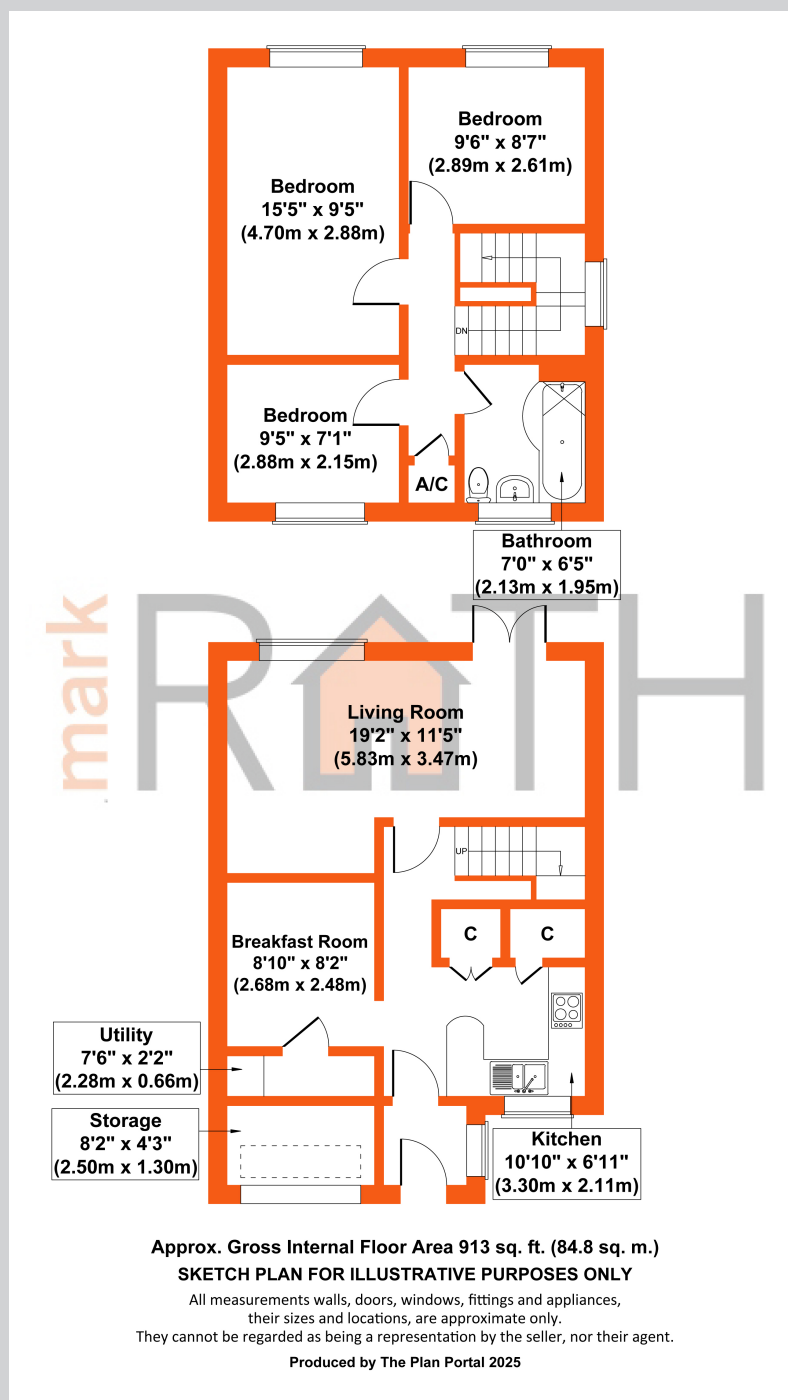 Bedroom
9'6" x 8'7"
(2.89m x 2.61m)
Bedroom
15'5" x 9'5"
(4.70m x 2.88m)
DN
Bedroom
9'5" x 7'1"
(2.88m x 2.15m)
A/C
Bathroom
7'0" x 6'5"
(2.13m x 1.95m)
mark
ROTH
Living Room
19'2" x 11'5"
(5.83m x 3.47m)
UP
C
C
Breakfast Room
8'10" x 8'2"
(2.68m x 2.48m)
Utility
7'6" x 2'2"
(2.28m x 0.66m)
Storage
8'2" x 4'3"
(2.50m x 1.30m)
Kitchen
10'10" x 6'11"
(3.30m x 2.11m)
Approx. Gross Internal Floor Area 913 sq. ft. (84.8 sq. m.)
SKETCH PLAN FOR ILLUSTRATIVE PURPOSES ONLY
All measurements walls, doors, windows, fittings and appliances,
their sizes and locations, are approximate only.
They cannot be regarded as being a representation by the seller, nor their agent.
Produced by The Plan Portal 2025